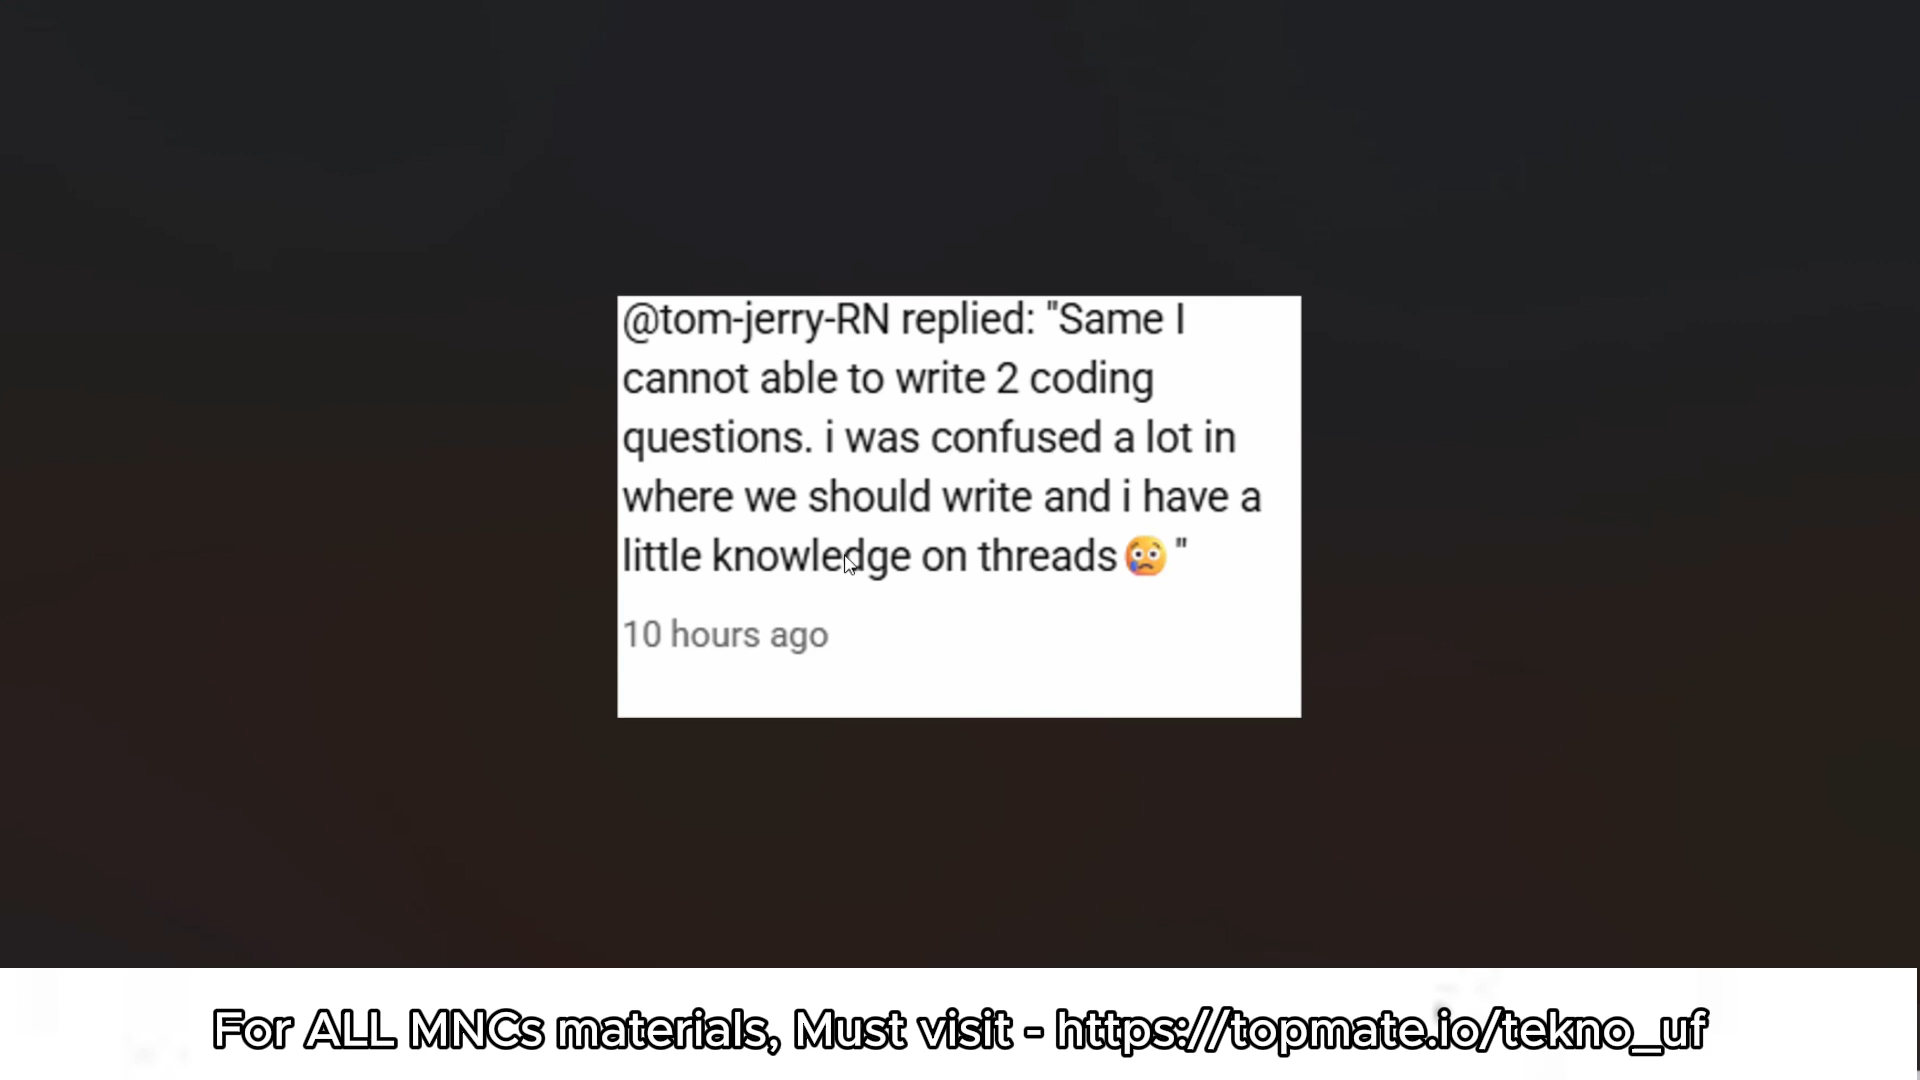 @tom-jerry-RN replied: "Same I
cannot able to write 2 coding
questions. i was confused a lot in
where we should write and i have a
little knowledge on threads😢"
10 hours ago
For ALL MNCs materials, Must visit - https://topmate.io/tekno_uf